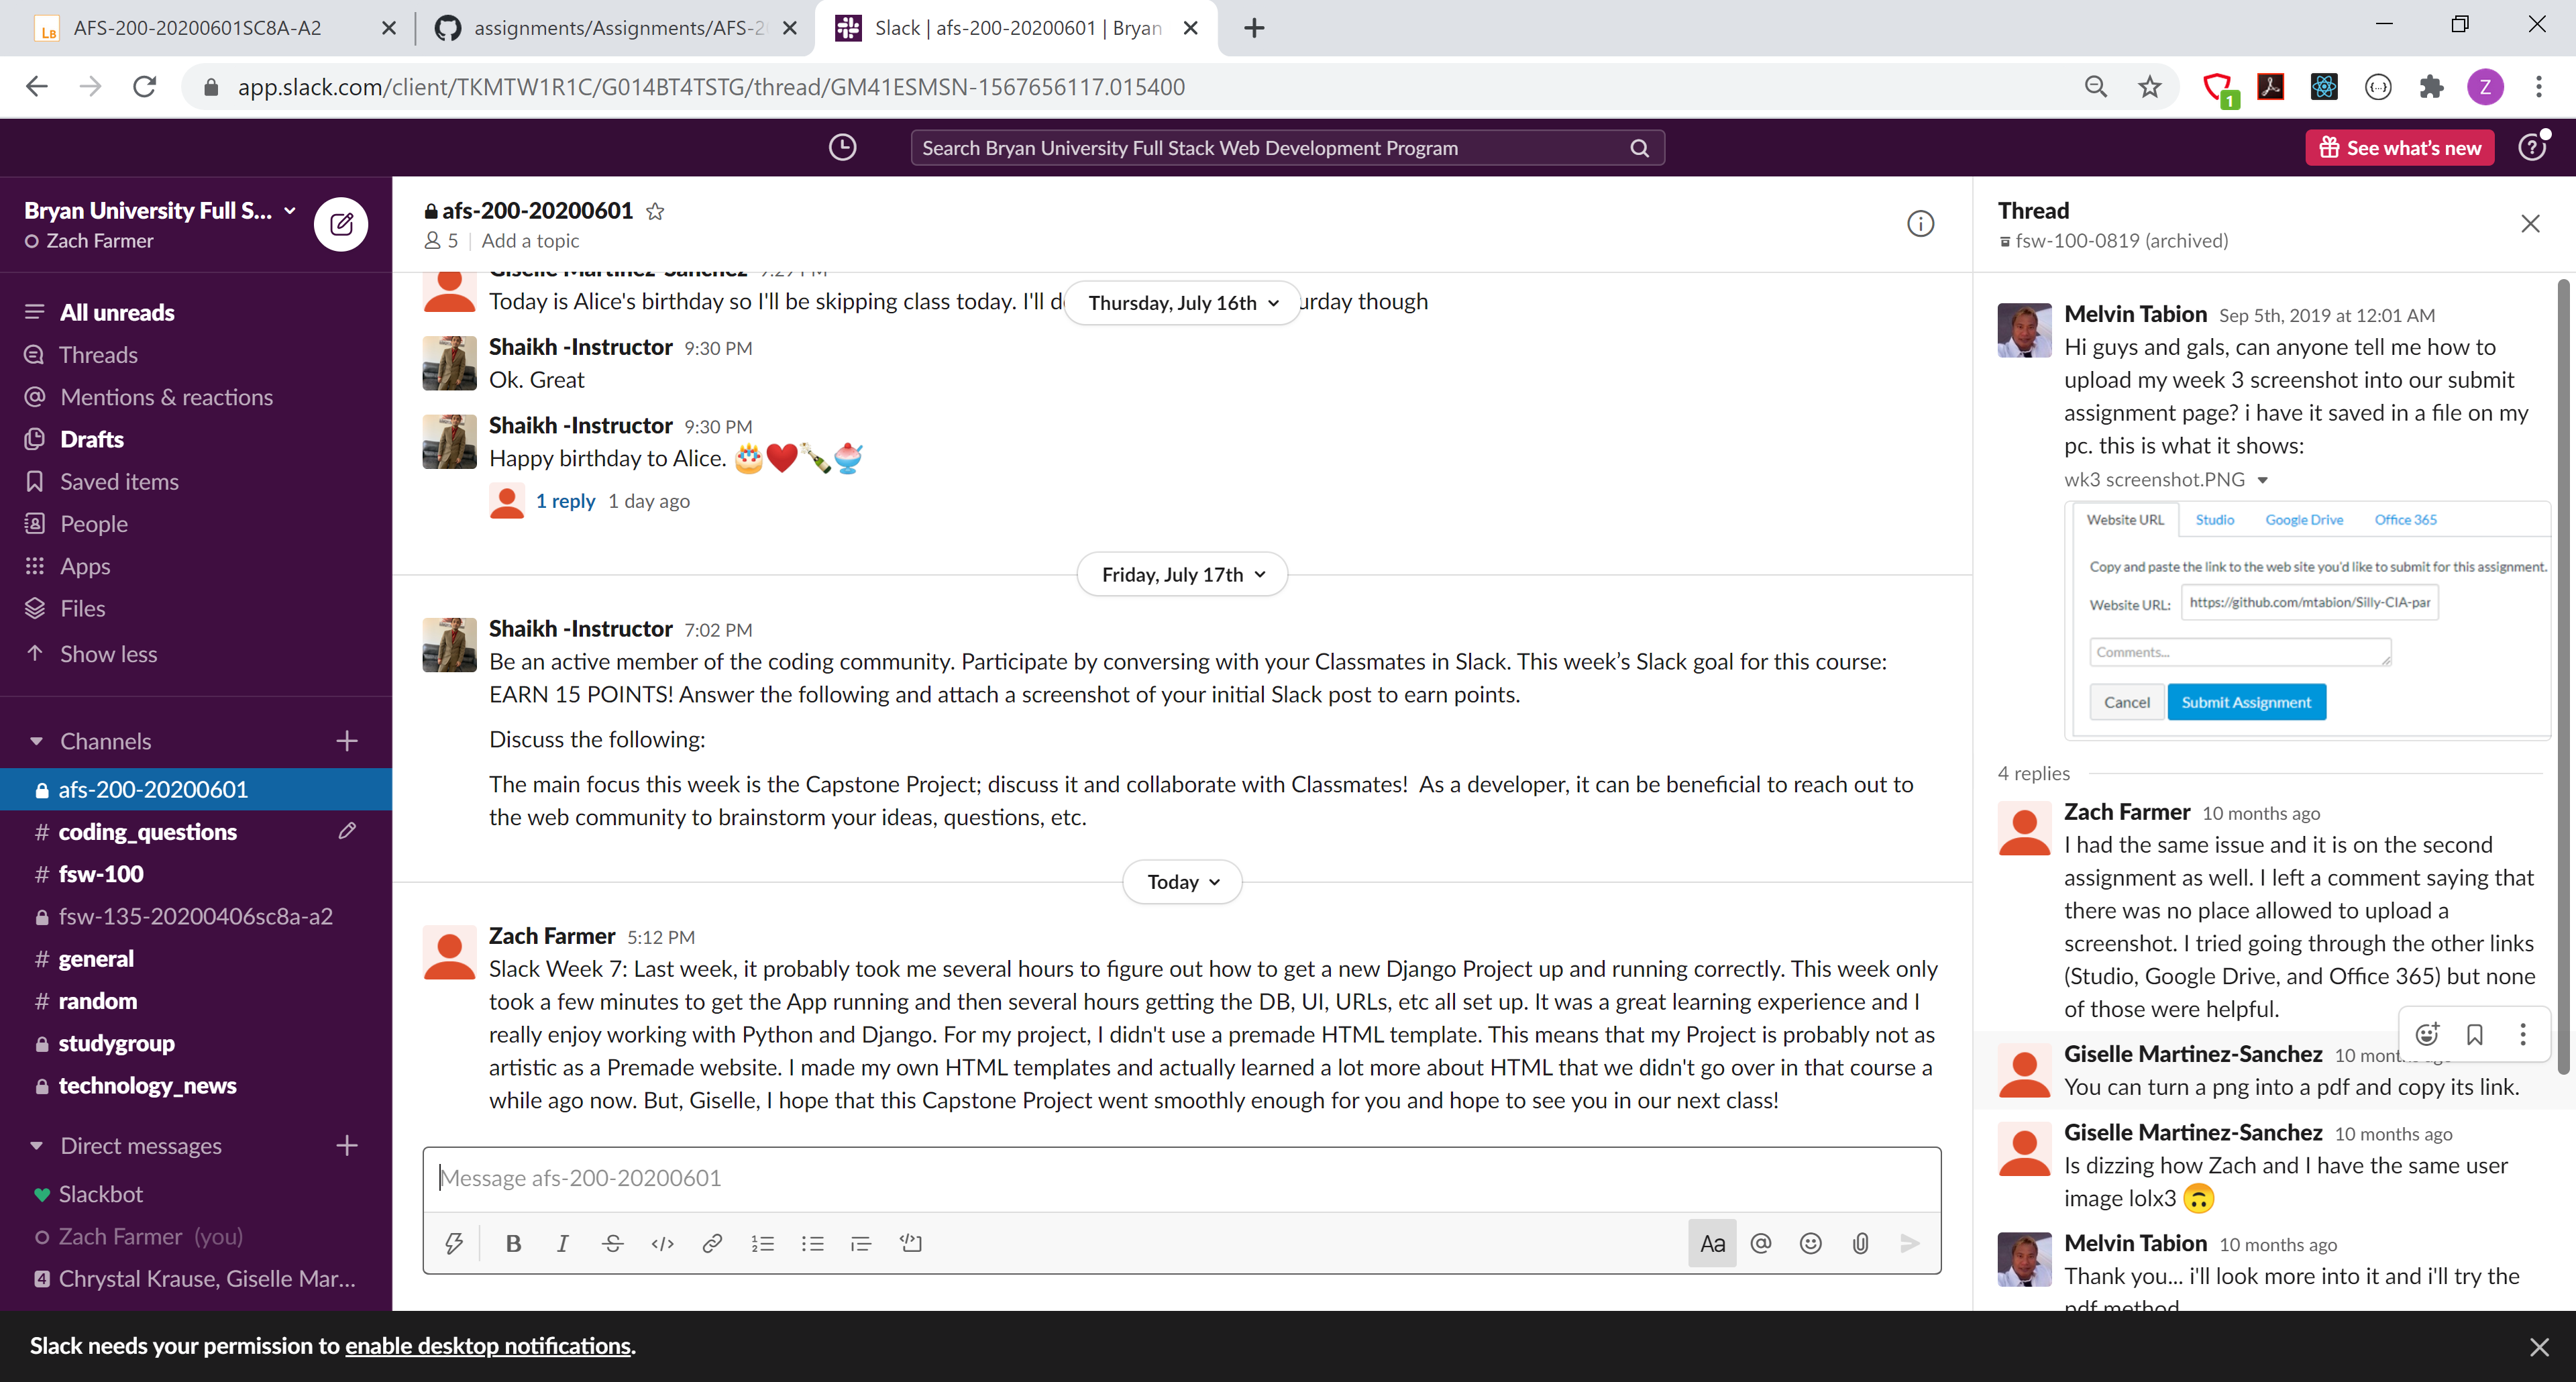 AFS-200-20200601SC8A-A2
assignments/Assignments/AFS-2
Slack | afs-200-20200601 | Bryan
app.slack.com/client/TKMTW1R1C/G014BT4TSTG/thread/GM41ESMSN-1567656117.015400
1
Z
Search Bryan University Full Stack Web Development Program
See what's new
Bryan University Full S...
Zach Farmer
All unreads
Threads
Mentions & reactions
Drafts
Saved items
People
Apps
Files
Show less
Channels
afs-200-20200601
# coding_questions
# fsw-100
fsw-135-20200406sc8a-a2
# general
# random
studygroup
technology_news
Direct messages
Slackbot
Zach Farmer (you)
4 Chrystal Krause, Giselle Mar...
afs-200-20200601
5 | Add a topic
Giselle Martinez-Sanchez 9:29 PM
Today is Alice's birthday so I'll be skipping class today. I'll d
Thursday, July 16th
urday though
Shaikh -Instructor 9:30 PM
Ok. Great
Shaikh -Instructor 9:30 PM
Happy birthday to Alice. 🎂❤️🍾🍧
1 reply 1 day ago
Friday, July 17th
Shaikh -Instructor 7:02 PM
Be an active member of the coding community. Participate by conversing with your Classmates in Slack. This week’s Slack goal for this course:
EARN 15 POINTS! Answer the following and attach a screenshot of your initial Slack post to earn points.
Discuss the following:
The main focus this week is the Capstone Project; discuss it and collaborate with Classmates! As a developer, it can be beneficial to reach out to
the web community to brainstorm your ideas, questions, etc.
Today
Zach Farmer 5:12 PM
Slack Week 7: Last week, it probably took me several hours to figure out how to get a new Django Project up and running correctly. This week only
took a few minutes to get the App running and then several hours getting the DB, UI, URLs, etc all set up. It was a great learning experience and I
really enjoy working with Python and Django. For my project, I didn't use a premade HTML template. This means that my Project is probably not as
artistic as a Premade website. I made my own HTML templates and actually learned a lot more about HTML that we didn't go over in that course a
while ago now. But, Giselle, I hope that this Capstone Project went smoothly enough for you and hope to see you in our next class!
Message afs-200-20200601
B I S </> Aa @
Thread
fsw-100-0819 (archived)
Melvin Tabion Sep 5th, 2019 at 12:01 AM
Hi guys and gals, can anyone tell me how to
upload my week 3 screenshot into our submit
assignment page? i have it saved in a file on my
pc. this is what it shows:
wk3 screenshot.PNG
Website URL Studio Google Drive Office 365
Copy and paste the link to the web site you'd like to submit for this assignment.
Website URL: https://github.com/mtabion/Silly-CIA-par
Comments...
Cancel Submit Assignment
4 replies
Zach Farmer 10 months ago
I had the same issue and it is on the second
assignment as well. I left a comment saying that
there was no place allowed to upload a
screenshot. I tried going through the other links
(Studio, Google Drive, and Office 365) but none
of those were helpful.
Giselle Martinez-Sanchez 10 mont
You can turn a png into a pdf and copy its link.
Giselle Martinez-Sanchez 10 months ago
Is dizzing how Zach and I have the same user
image lolx3 🙃
Melvin Tabion 10 months ago
Thank you... i'll look more into it and i'll try the
pdf method
Slack needs your permission to enable desktop notifications.